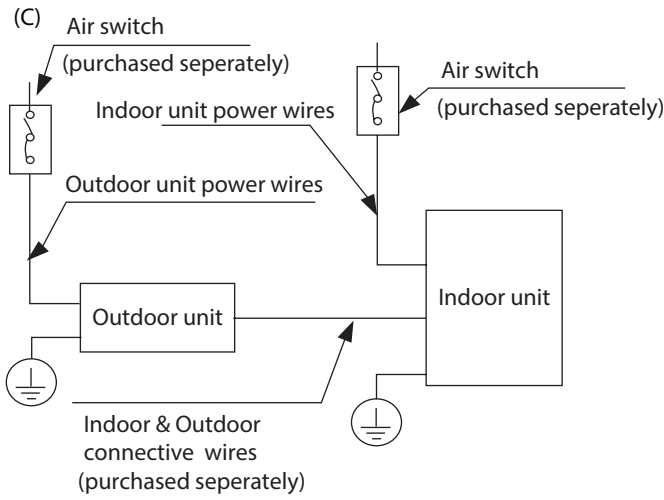 (C)
Air switch
(purchased seperately)
Air switch
(purchased seperately)
Indoor unit power wires
Outdoor unit power wires
Outdoor unit
Indoor unit
Indoor & Outdoor
connective wires
(purchased seperately)